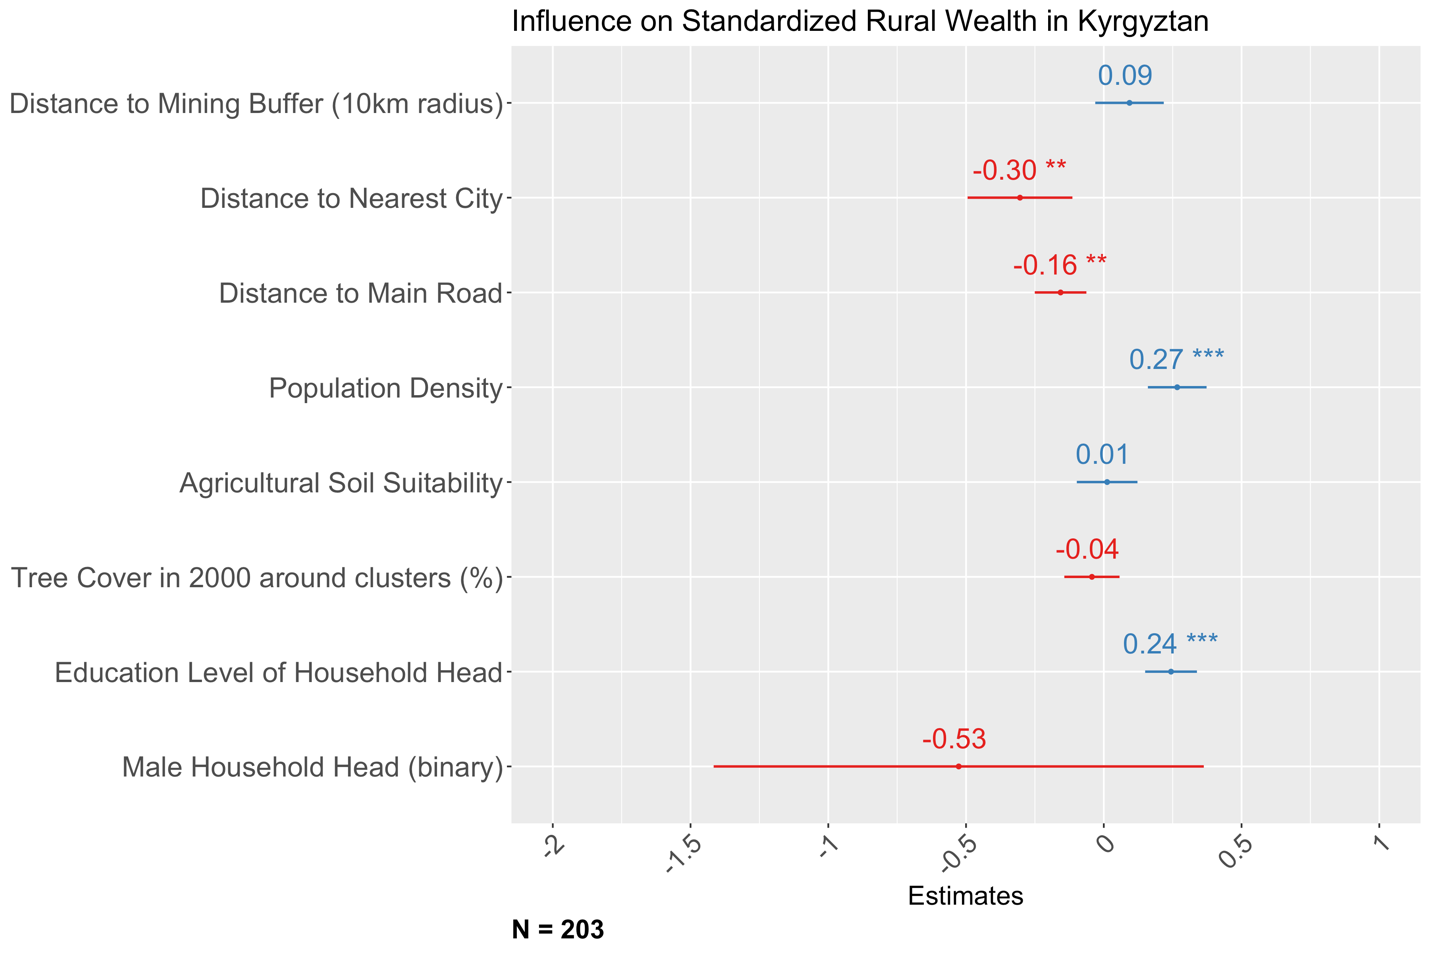 Influence on Standardized Rural Wealth in Kyrgyztan
Distance to Mining Buffer (10km radius)
0.09
Distance to Nearest City
-0.30 **
Distance to Main Road
-0.16 **
Population Density
0.27 ***
Agricultural Soil Suitability
0.01
Tree Cover in 2000 around clusters (%)
-0.04
Education Level of Household Head
0.24 ***
Male Household Head (binary)
-0.53
-2 -1.5 -1 -0.5 0 0.5 1
Estimates
N = 203